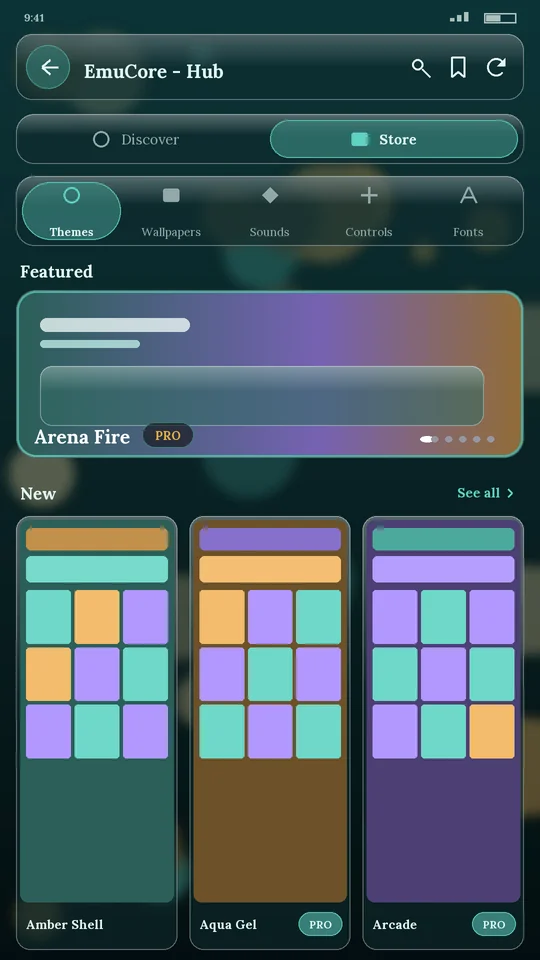 9:41
EmuCore - Hub
Discover
Store
Themes
Wallpapers
Sounds
Controls
Fonts
Featured
Arena Fire
PRO
New
See all
Amber Shell
Aqua Gel
PRO
Arcade
PRO